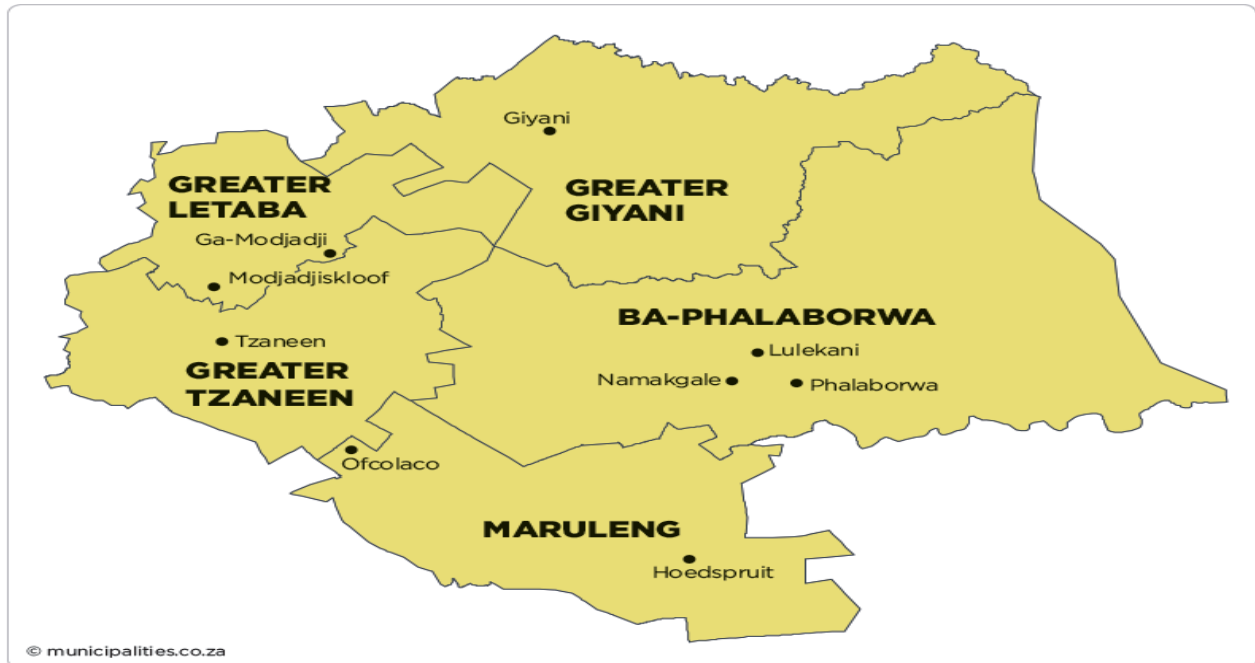 Giyani
GREATER
LETABA
GREATER
GIYANI
Ga-Modjadji
Modjadjiskloof
BA-PHALABORWA
Tzaneen
Lulekani
GREATER
TZANEEN
Namakgale
Phalaborwa
Ofcolaco
MARULENG
Hoedspruit
© municipalities.co.za